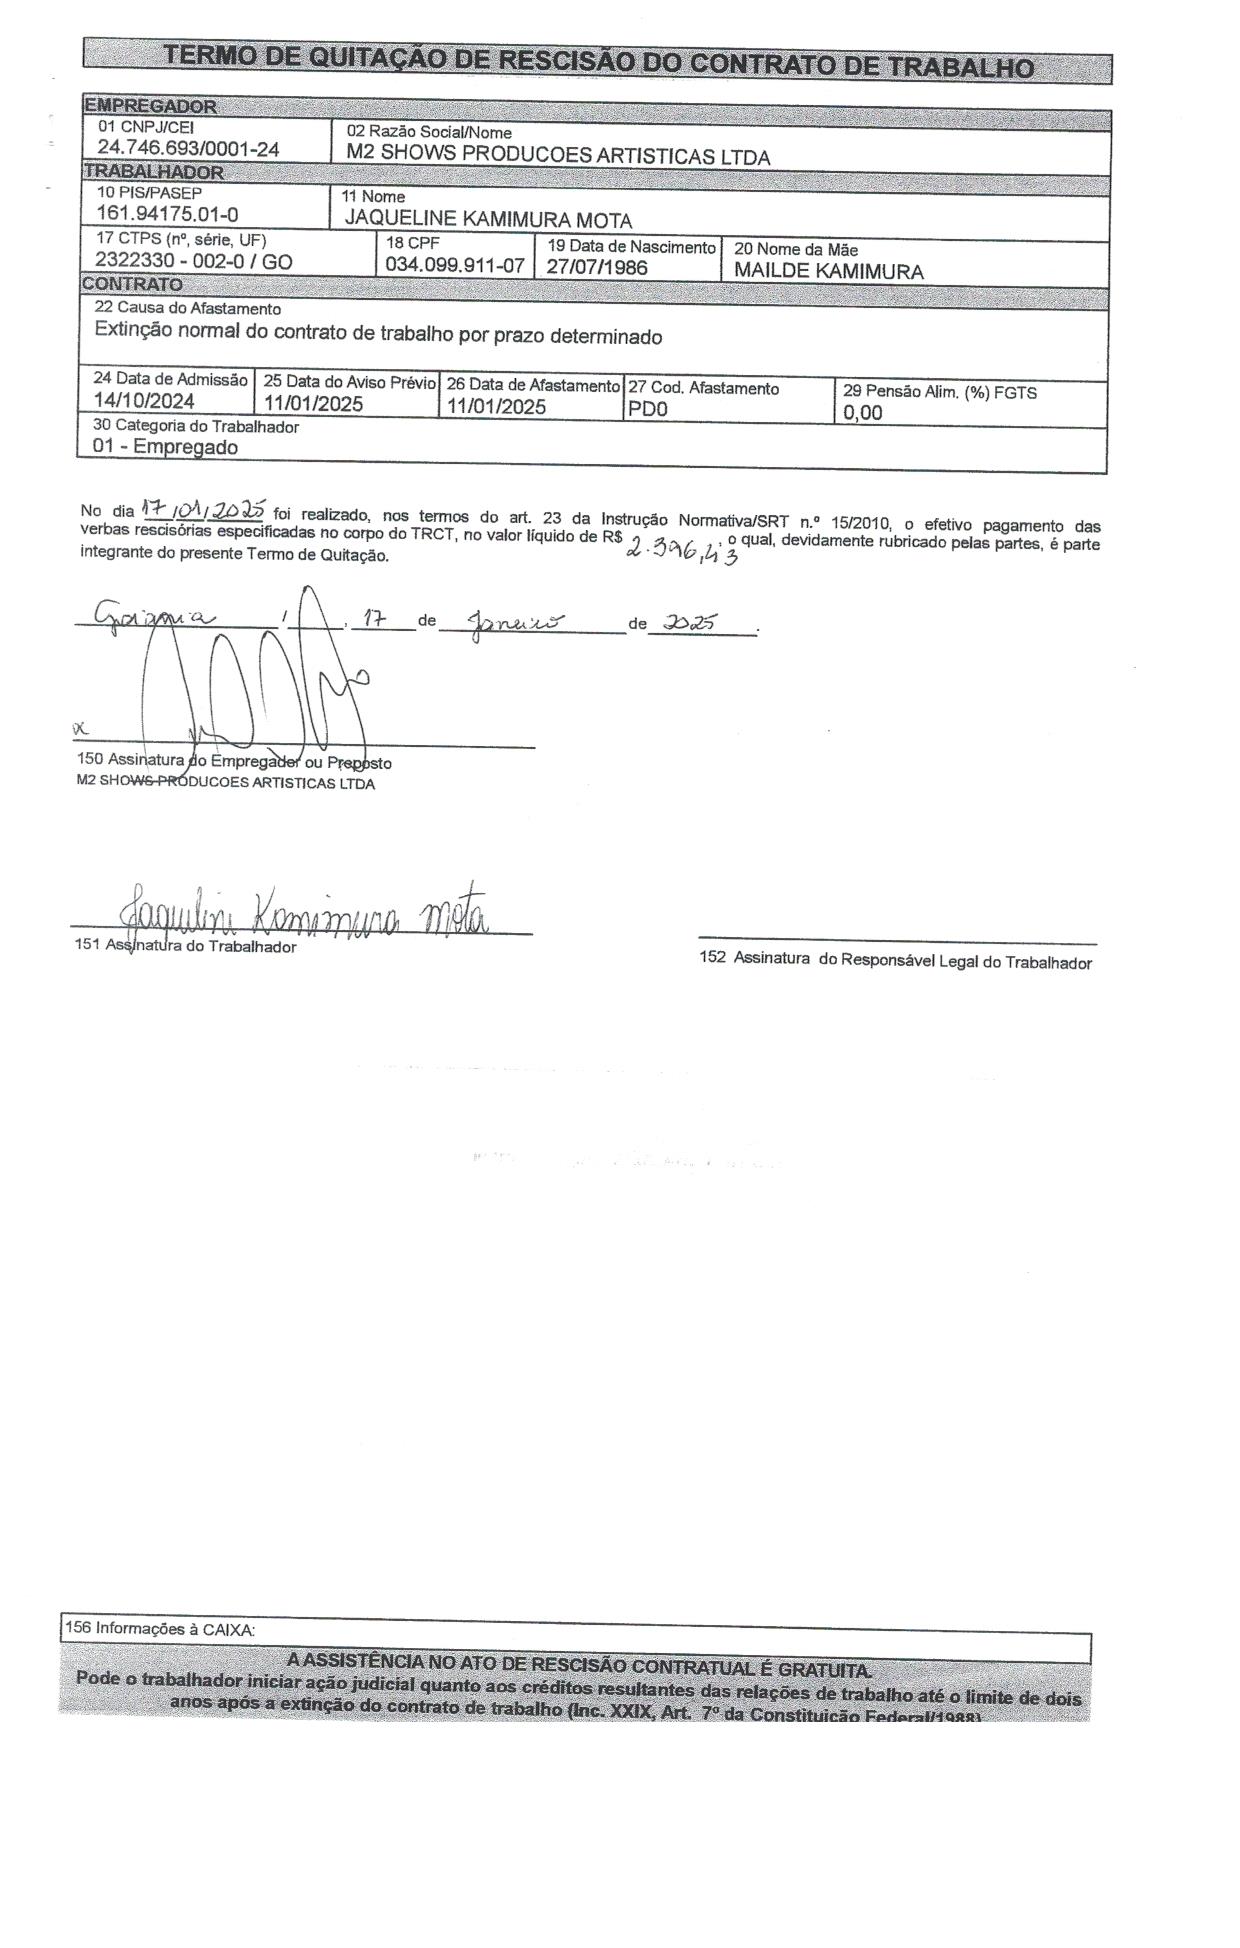 TERMO DE QUITAÇÃO DE RESCISÃO DO CONTRATO DE TRABALHO
EMPREGADOR
01 CNPJ/CEI
24.746.693/0001-24
02 Razão Social/Nome
M2 SHOWS PRODUCOES ARTISTICAS LTDA
TRABALHADOR
10 PIS/PASEP
161.94175.01-0
11 Nome
JAQUELINE KAMIMURA MOTA
17 CTPS (nº, série, UF)
2322330 - 002-0 / GO
18 CPF
034.099.911-07
19 Data de Nascimento
27/07/1986
20 Nome da Mãe
MAILDE KAMIMURA
CONTRATO
22 Causa do Afastamento
Extinção normal do contrato de trabalho por prazo determinado
24 Data de Admissão
14/10/2024
25 Data do Aviso Prévio
11/01/2025
26 Data de Afastamento
11/01/2025
27 Cod. Afastamento
PD0
29 Pensão Alim. (%) FGTS
0,00
30 Categoria do Trabalhador
01 - Empregado
No dia 17/01/2025 foi realizado, nos termos do art. 23 da Instrução Normativa/SRT n.º 15/2010, o efetivo pagamento das
verbas rescisórias especificadas no corpo do TRCT, no valor líquido de R$ 2.396,43, o qual, devidamente rubricado pelas partes, é parte
integrante do presente Termo de Quitação.
Goiania / , 17 de Janeiro de 2025.
x
150 Assinatura do Empregador ou Preposto
M2 SHOWS PRODUCOES ARTISTICAS LTDA
Jaqueline Kamimura Mota
151 Assinatura do Trabalhador
152 Assinatura do Responsável Legal do Trabalhador
156 Informações à CAIXA:
A ASSISTÊNCIA NO ATO DE RESCISÃO CONTRATUAL É GRATUITA.
Pode o trabalhador iniciar ação judicial quanto aos créditos resultantes das relações de trabalho até o limite de dois
anos após a extinção do contrato de trabalho (Inc. XXIX, Art. 7º da Constituição Federal/1988).